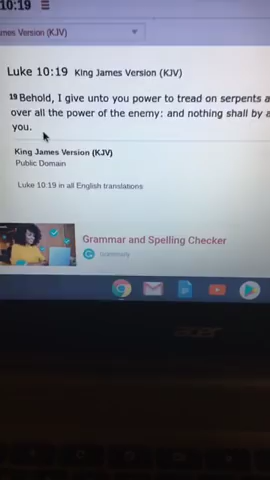 10:19
mes Version (KJV)
Luke 10:19 King James Version (KJV)
19 Behold, I give unto you power to tread on serpents a
over all the power of the enemy: and nothing shall by a
you.
King James Version (KJV)
Public Domain
Luke 10:19 in all English translations
Grammar and Spelling Checker
Grammarly
acer